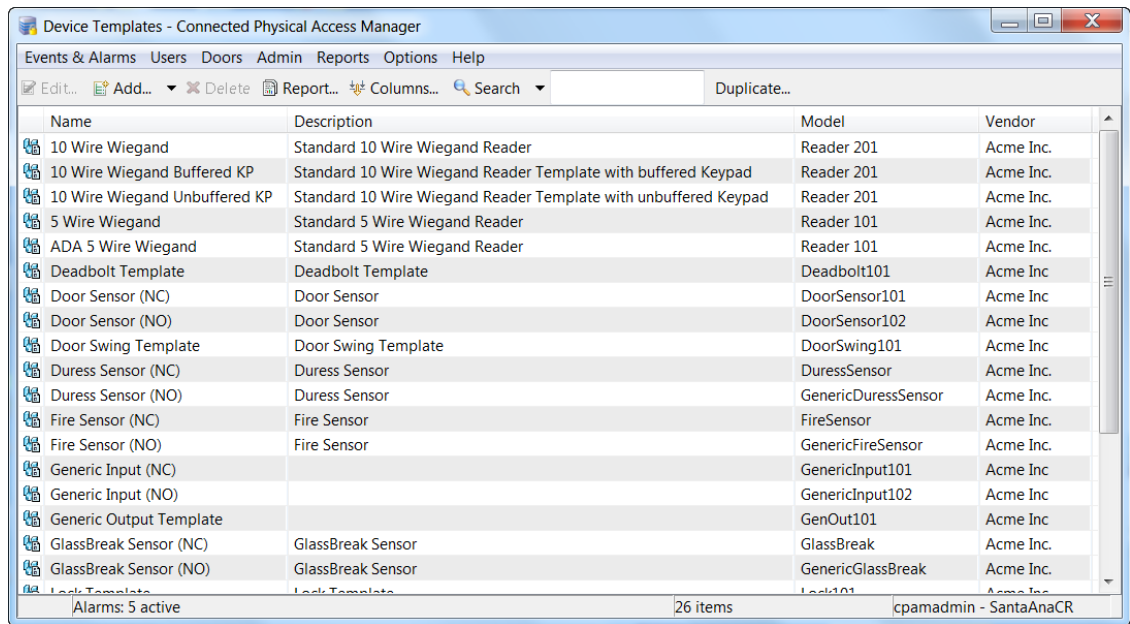 Device Templates - Connected Physical Access Manager
Events & Alarms Users Doors Admin Reports Options Help
Edit... Add... Delete Report... Columns... Search Duplicate...
Name Description Model Vendor
10 Wire Wiegand Standard 10 Wire Wiegand Reader Reader 201 Acme Inc.
10 Wire Wiegand Buffered KP Standard 10 Wire Wiegand Reader Template with buffered Keypad Reader 201 Acme Inc.
10 Wire Wiegand Unbuffered KP Standard 10 Wire Wiegand Reader Template with unbuffered Keypad Reader 201 Acme Inc.
5 Wire Wiegand Standard 5 Wire Wiegand Reader Reader 101 Acme Inc.
ADA 5 Wire Wiegand Standard 5 Wire Wiegand Reader Reader 101 Acme Inc.
Deadbolt Template Deadbolt Template Deadbolt101 Acme Inc
Door Sensor (NC) Door Sensor DoorSensor101 Acme Inc
Door Sensor (NO) Door Sensor DoorSensor102 Acme Inc
Door Swing Template Door Swing Template DoorSwing101 Acme Inc
Duress Sensor (NC) Duress Sensor DuressSensor Acme Inc.
Duress Sensor (NO) Duress Sensor GenericDuressSensor Acme Inc.
Fire Sensor (NC) Fire Sensor FireSensor Acme Inc.
Fire Sensor (NO) Fire Sensor GenericFireSensor Acme Inc.
Generic Input (NC) GenericInput101 Acme Inc
Generic Input (NO) GenericInput102 Acme Inc
Generic Output Template GenOut101 Acme Inc
GlassBreak Sensor (NC) GlassBreak Sensor GlassBreak Acme Inc.
GlassBreak Sensor (NO) GlassBreak Sensor GenericGlassBreak Acme Inc.
Lock Template Lock Template Lock101 Acme Inc
Alarms: 5 active 26 items cpamadmin - SantaAnaCR